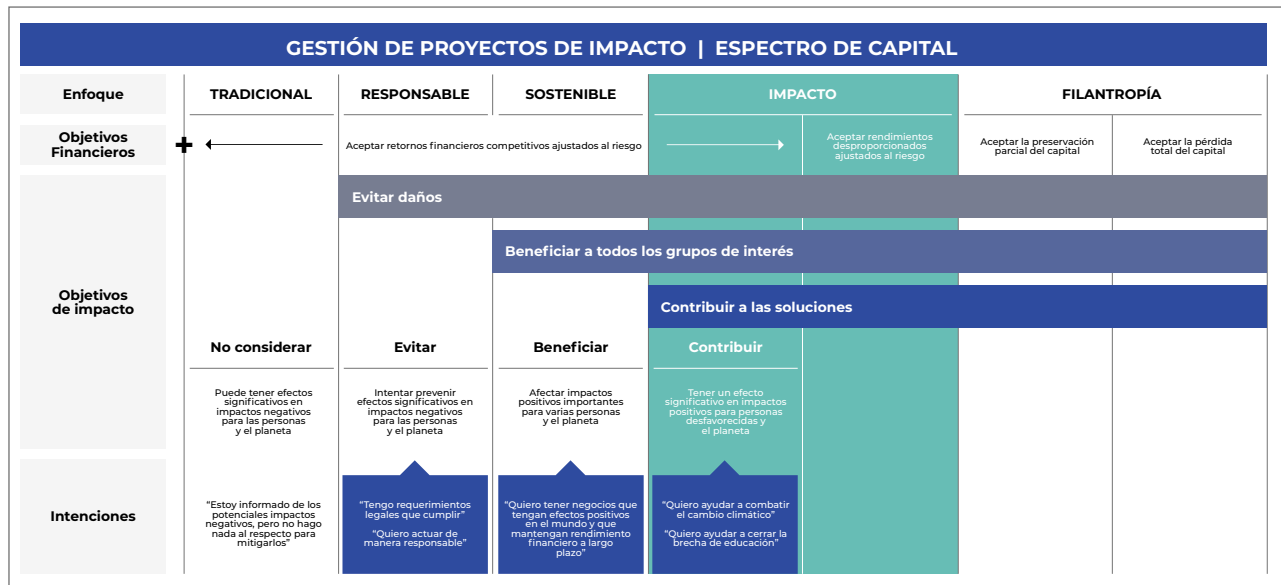 GESTIÓN DE PROYECTOS DE IMPACTO | ESPECTRO DE CAPITAL
Enfoque
TRADICIONAL
RESPONSABLE
SOSTENIBLE
IMPACTO
FILANTROPÍA
Objetivos
Financieros
+
Aceptar retornos financieros competitivos ajustados al riesgo
Aceptar rendimientos
desproporcionados
ajustados al riesgo
Aceptar la preservación
parcial del capital
Aceptar la pérdida
total del capital
Objetivos
de impacto
Evitar daños
Beneficiar a todos los grupos de interés
Contribuir a las soluciones
No considerar
Evitar
Beneficiar
Contribuir
Puede tener efectos
significativos en
impactos negativos
para las personas
y el planeta
Intentar prevenir
efectos significativos en
impactos negativos
para las personas
y el planeta
Afectar impactos
positivos importantes
para varias personas
y el planeta
Tener un efecto
significativo en impactos
positivos para personas
desfavorecidas y
el planeta
Intenciones
“Estoy informado de los
potenciales impactos
negativos, pero no hago
nada al respecto para
mitigarlos”
“Tengo requerimientos
legales que cumplir”
“Quiero actuar de
manera responsable”
“Quiero tener negocios que
tengan efectos positivos
en el mundo y que
mantengan rendimiento
financiero a largo
plazo”
“Quiero ayudar a combatir
el cambio climático”
“Quiero ayudar a cerrar la
brecha de educación”